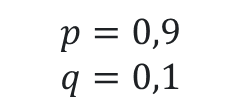 p = 0,9
q = 0,1